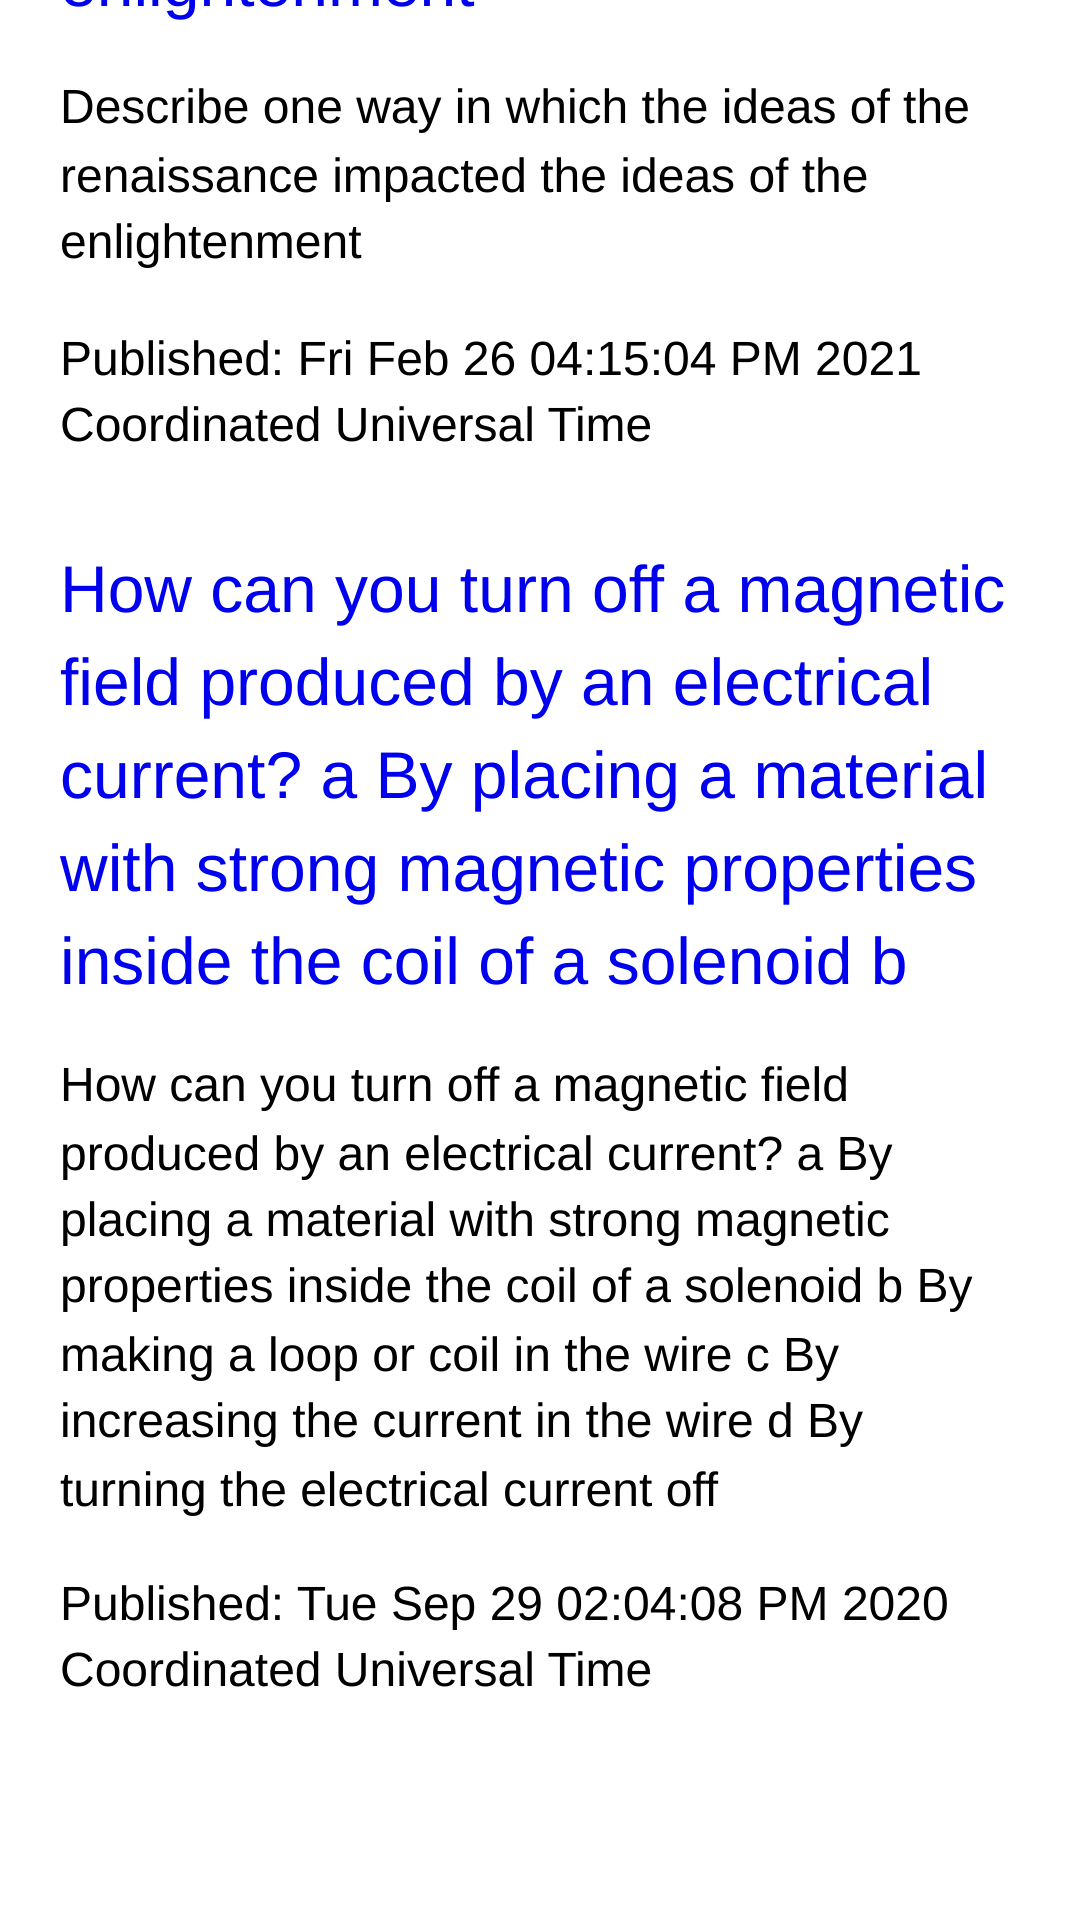 enlightenment
Describe one way in which the ideas of the
renaissance impacted the ideas of the
enlightenment
Published: Fri Feb 26 04:15:04 PM 2021
Coordinated Universal Time
How can you turn off a magnetic
field produced by an electrical
current? a By placing a material
with strong magnetic properties
inside the coil of a solenoid b
How can you turn off a magnetic field
produced by an electrical current? a By
placing a material with strong magnetic
properties inside the coil of a solenoid b By
making a loop or coil in the wire c By
increasing the current in the wire d By
turning the electrical current off
Published: Tue Sep 29 02:04:08 PM 2020
Coordinated Universal Time